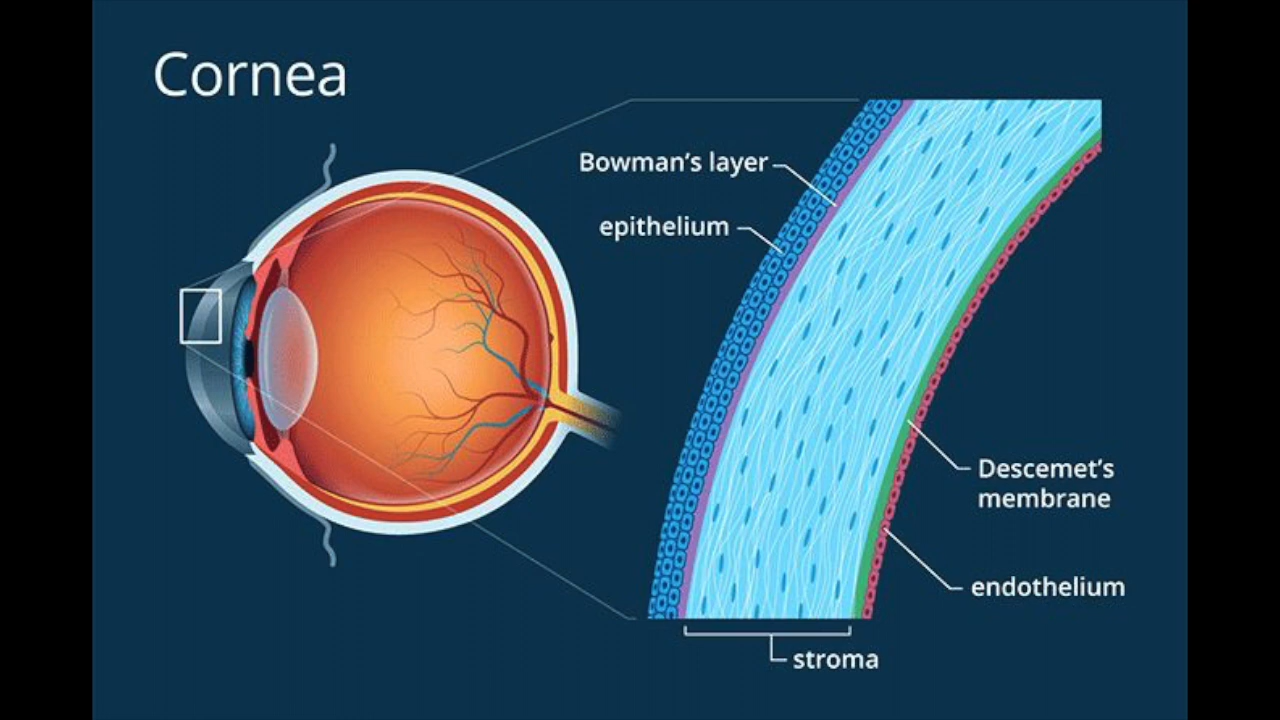 Cornea
Bowman’s layer
epithelium
Descemet’s
membrane
endothelium
stroma